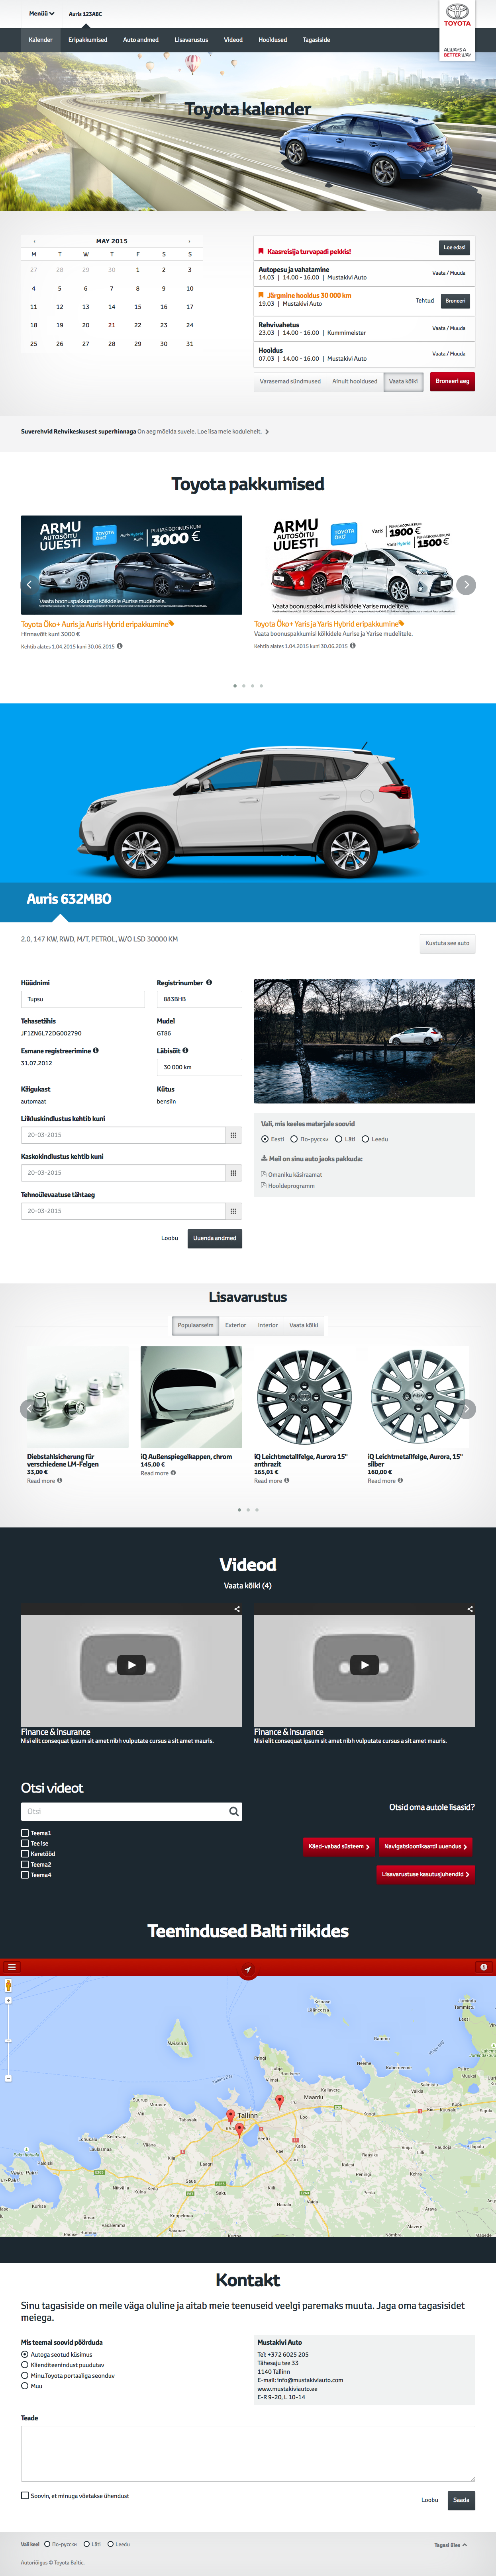 Menüü
Auris 123ABC
TOYOTA
ALWAYS A
BETTER WAY
Kalender
Eripakkumised
Auto andmed
Lisavarustus
Videod
Hooldused
Tagasiside
Toyota kalender
MAY 2015
M T W T F S S
27 28 29 30 1 2 3
4 5 6 7 8 9 10
11 12 13 14 15 16 17
18 19 20 21 22 23 24
25 26 27 28 29 30 31
Kaasreisija turvapadi pekkis!
Loe edasi
Autopesu ja vahatamine
14.03 | 14.00 - 16.00 | Mustakivi Auto
Vaata / Muuda
Järgmine hooldus 30 000 km
19.03 | Mustakivi Auto
Tehtud
Broneeri
Rehvivahetus
23.03 | 14.00 - 16.00 | Kummimeister
Vaata / Muuda
Hooldus
07.03 | 14.00 - 16.00 | Mustakivi Auto
Vaata / Muuda
Varasemad sündmused
Ainult hooldused
Vaata kõiki
Broneeri aeg
Suverehvid Rehvikeskusest superhinnaga On aeg mõelda suvele. Loe lisa meie kodulehelt.
Toyota pakkumised
ARMU
AUTOSÕITU
UUESTI
TOYOTA
ÖKO+
Auris Hybrid
Auris
PUHAS BOONUS KUNI
3000 €
Vaata boonuspakkumisi kõikidele Aurise mudelitele.
Toyota Öko+ Auris ja Auris Hybrid eripakkumine
Hinnavõit kuni 3000 €
Kehtib alates 1.04.2015 kuni 30.06.2015
ARMU
AUTOSÕITU
UUESTI
TOYOTA
ÖKO+
Yaris
1900 €
Yaris Hybrid
1500 €
Vaata boonuspakkumisi kõikidele Yarise mudelitele.
Toyota Öko+ Yaris ja Yaris Hybrid eripakkumine
Vaata boonuspakkumisi kõikidele Aurise ja Yarise mudelitele.
Kehtib alates 1.04.2015 kuni 30.06.2015
Auris 632MBO
2.0, 147 KW, RWD, M/T, PETROL, W/O LSD 30000 KM
Kustuta see auto
Hüüdnimi
Tupsu
Registrinumber
883BHB
Tehasetähis
JF1ZN6L72DG002790
Mudel
GT86
Esmane registreerimine
31.07.2012
Läbisõit
30 000 km
Käigukast
automaat
Kütus
bensiin
Liikluskindlustus kehtib kuni
20-03-2015
Kaskokindlustus kehtib kuni
20-03-2015
Tehnoülevaatuse tähtaeg
20-03-2015
Loobu
Uuenda andmed
Vali, mis keeles materjale soovid
Eesti
По-русски
Läti
Leedu
Meil on sinu auto jaoks pakkuda:
Omaniku käsiraamat
Hooldeprogramm
Lisavarustus
Populaarseim
Exterior
Interior
Vaata kõiki
Diebstahlsicherung für
verschiedene LM-Felgen
33,00 €
Read more
iQ Außenspiegelkappen, chrom
145,00 €
Read more
iQ Leichtmetallfelge, Aurora 15"
anthrazit
165,01 €
Read more
iQ Leichtmetallfelge, Aurora, 15"
silber
160,00 €
Read more
Videod
Vaata kõiki (4)
Finance & Insurance
Nisl elit consequat ipsum sit amet nibh vulputate cursus a sit amet mauris.
Finance & Insurance
Nisl elit consequat ipsum sit amet nibh vulputate cursus a sit amet mauris.
Otsi videot
Otsi
Teema1
Tee ise
Keretööd
Teema2
Teema4
Otsid oma autole lisasid?
Käed-vabad süsteem
Navigatsioonikaardi uuendus
Lisavarustuse kasutusjuhendid
Teenindused Balti riikides
Naissaar
Tallinn
Maardu
Viimsi
Loo
Jüri
Saue
Saku
Kiili
Laagri
Keila
Kehra
Aegviidu
Kontakt
Sinu tagasiside on meile väga oluline ja aitab meie teenuseid veelgi paremaks muuta. Jaga oma tagasisidet
meiega.
Mis teemal soovid pöörduda
Autoga seotud küsimus
Klienditeenindust puudutav
Minu.Toyota portaaliga seonduv
Muu
Mustakivi Auto
Tel: +372 6025 205
Tähesaju tee 33
1140 Tallinn
E-mail: info@mustakiviauto.com
www.mustakiviauto.ee
E-R 9-20, L 10-14
Teade
Soovin, et minuga võetakse ühendust
Loobu
Saada
Vali keel
По-русски
Läti
Leedu
Tagasi üles
Autoriõigus © Toyota Baltic.